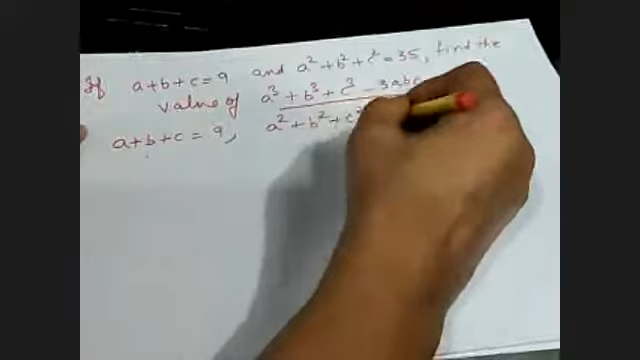 If a+b+c=9 and a²+b²+c²=35, find the
value of a³+b³+c³-3abc
a+b+c=9, a²+b²+c²